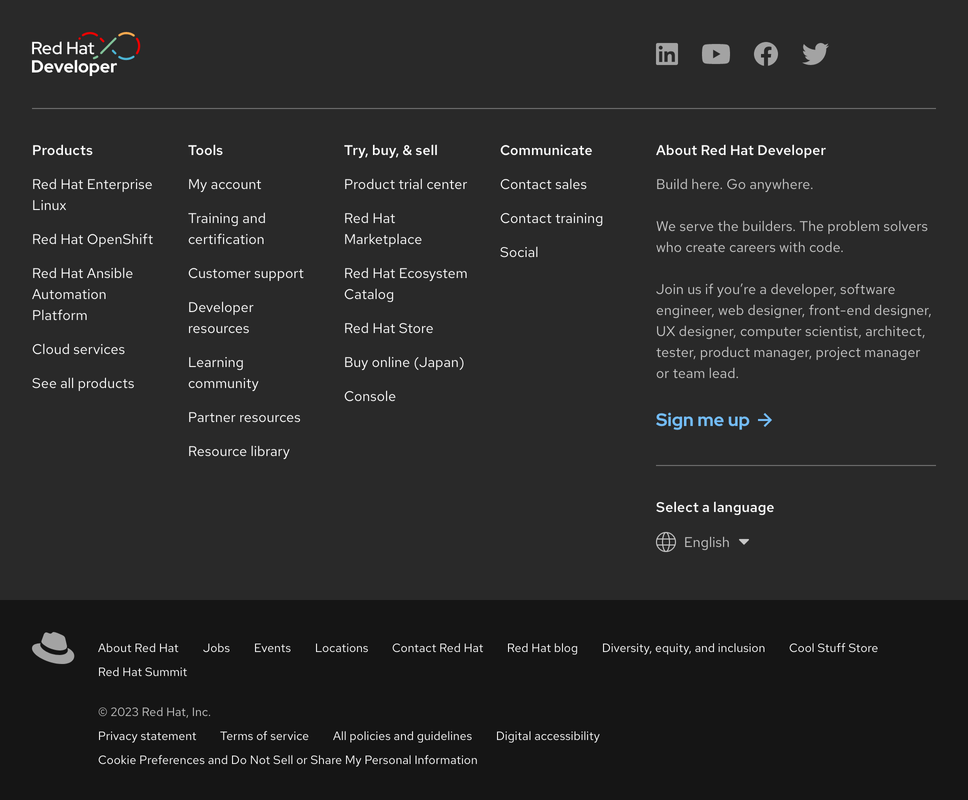 Red Hat
Developer
Products
Red Hat Enterprise
Linux
Red Hat OpenShift
Red Hat Ansible
Automation
Platform
Cloud services
See all products
Tools
My account
Training and
certification
Customer support
Developer
resources
Learning
community
Partner resources
Resource library
Try, buy, & sell
Product trial center
Red Hat
Marketplace
Red Hat Ecosystem
Catalog
Red Hat Store
Buy online (Japan)
Console
Communicate
Contact sales
Contact training
Social
About Red Hat Developer
Build here. Go anywhere.
We serve the builders. The problem solvers
who create careers with code.
Join us if you’re a developer, software
engineer, web designer, front-end designer,
UX designer, computer scientist, architect,
tester, product manager, project manager
or team lead.
Sign me up
Select a language
English
About Red Hat Jobs Events Locations Contact Red Hat Red Hat blog Diversity, equity, and inclusion Cool Stuff Store
Red Hat Summit
© 2023 Red Hat, Inc.
Privacy statement Terms of service All policies and guidelines Digital accessibility
Cookie Preferences and Do Not Sell or Share My Personal Information